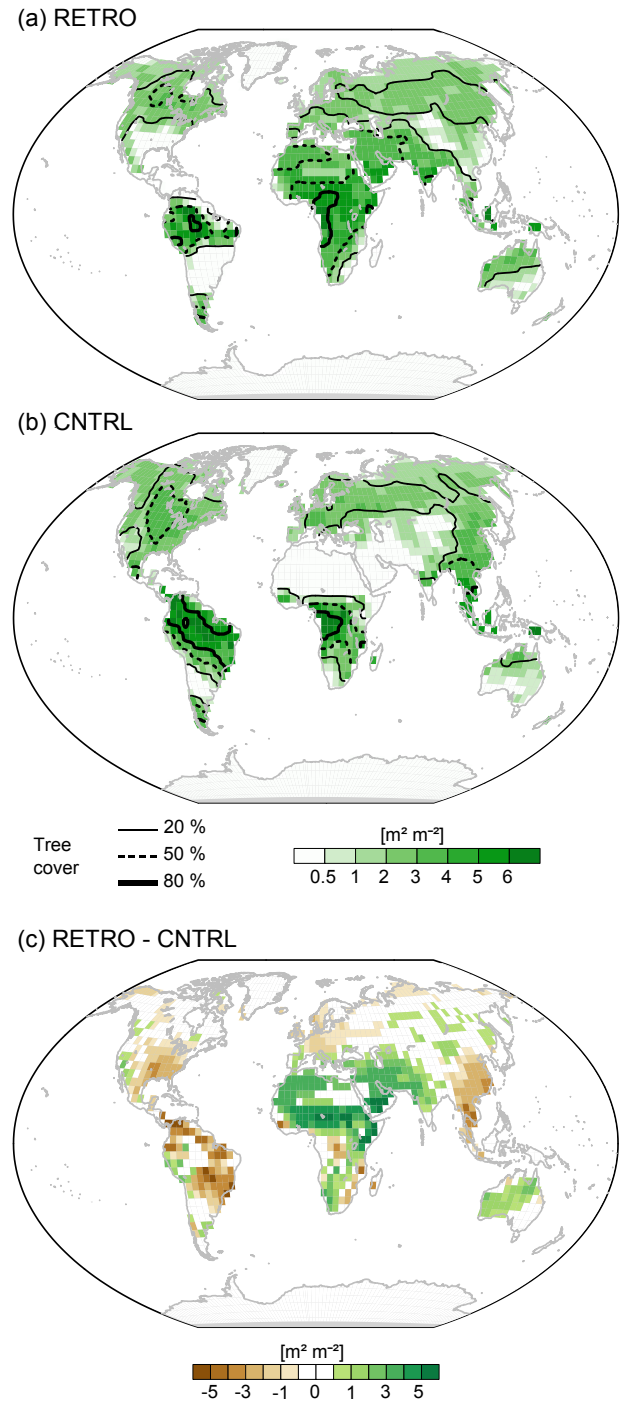 (a) RETRO
(b) CNTRL
Tree cover
20 %
50 %
80 %
[m² m⁻²]
0.5 1 2 3 4 5 6
(c) RETRO - CNTRL
[m² m⁻²]
-5 -3 -1 0 1 3 5